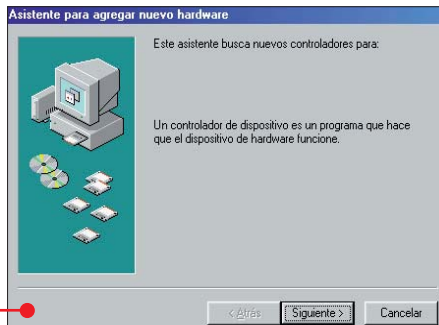 Asistente para agregar nuevo hardware
Este asistente busca nuevos controladores para:
Un controlador de dispositivo es un programa que hace
que el dispositivo de hardware funcione.
< Atrás
Siguiente >
Cancelar